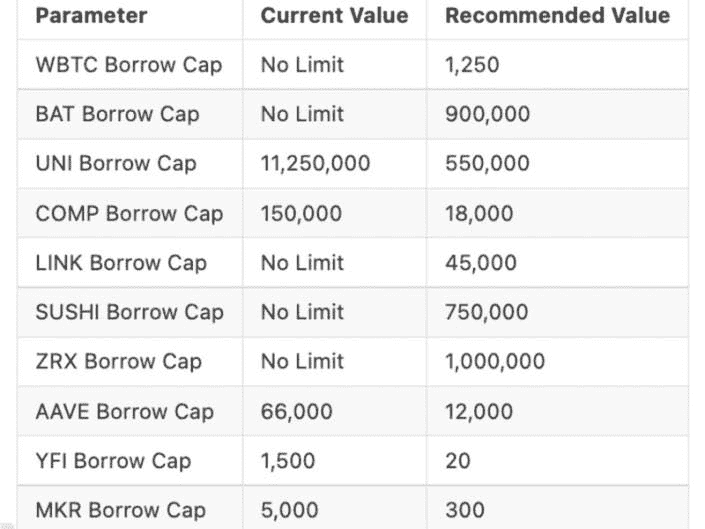 Parameter Current Value Recommended Value
WBTC Borrow Cap No Limit 1,250
BAT Borrow Cap No Limit 900,000
UNI Borrow Cap 11,250,000 550,000
COMP Borrow Cap 150,000 18,000
LINK Borrow Cap No Limit 45,000
SUSHI Borrow Cap No Limit 750,000
ZRX Borrow Cap No Limit 1,000,000
AAVE Borrow Cap 66,000 12,000
YFI Borrow Cap 1,500 20
MKR Borrow Cap 5,000 300